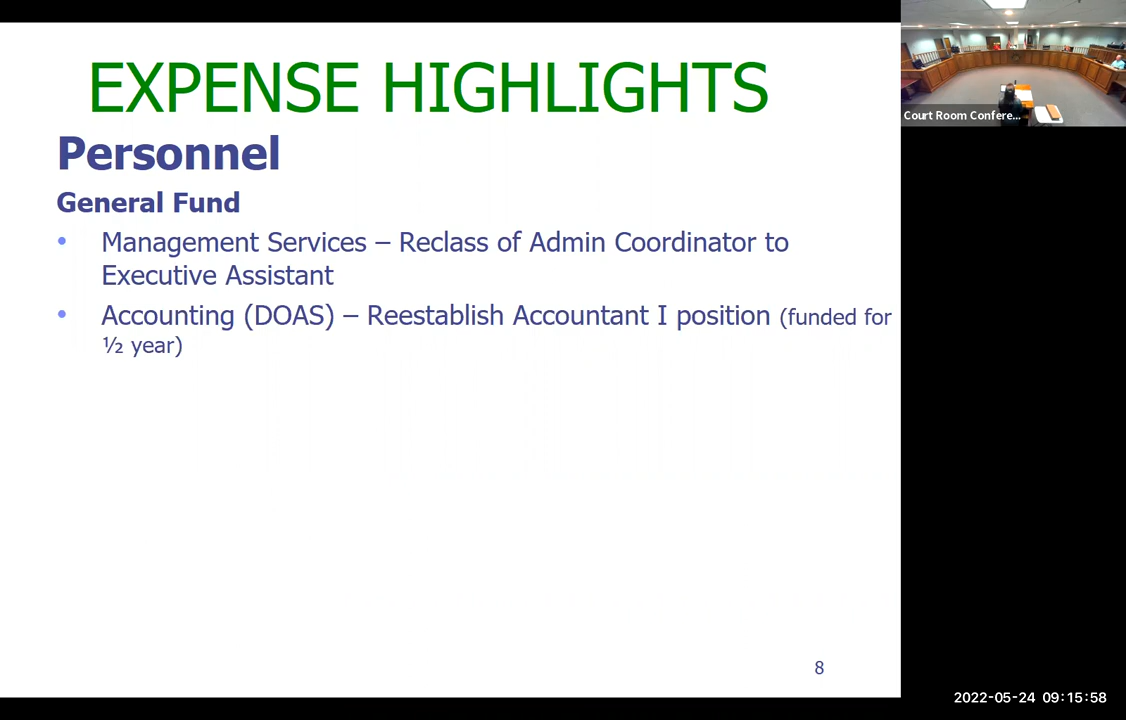 EXPENSE HIGHLIGHTS
Personnel
General Fund
• Management Services – Reclass of Admin Coordinator to
Executive Assistant
• Accounting (DOAS) – Reestablish Accountant I position (funded for
½ year)
8
Court Room Confere...
2022-05-24 09:15:58